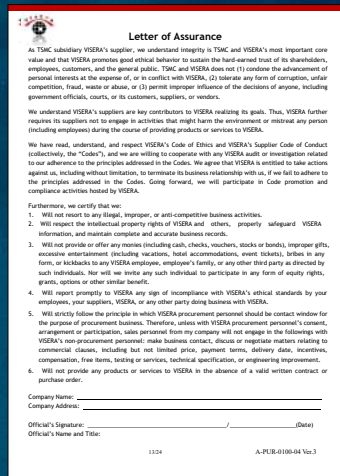 Letter of Assurance
As TSMC subsidiary VISERA's supplier, we understand integrity is TSMC and VISERA's most important core
value and that VISERA promotes good ethical behavior to sustain the hard-earned trust of its shareholders,
employees, customers, and the general public. TSMC and VISERA does not (1) condone the advancement of
personal interests at the expense of, or in conflict with VISERA, (2) tolerate any form of corruption, unfair
competition, fraud, waste or abuse, or (3) permit improper influence of the decisions of anyone, including
government officials, courts, or its customers, suppliers, or vendors.
We understand VISERA's suppliers are key contributors to VISERA realizing its goals. Thus, VISERA further
requires its suppliers not to engage in activities that might harm the environment or mistreat any person
(including employees) during the course of providing products or services to VISERA.
We have read, understand, and respect VISERA's Code of Ethics and VISERA's Supplier Code of Conduct
(collectively, the "Codes"), and we are willing to cooperate with any VISERA audit or investigation related
to our adherence to the principles addressed in the Codes. We agree that VISERA is entitled to take actions
against us, including without limitation, to terminate its business relationship with us, if we fail to adhere to
the principles addressed in the Codes. Going forward, we will participate in Code promotion and
compliance activities hosted by VISERA.
Furthermore, we certify that we:
1. Will not resort to any illegal, improper, or anti-competitive business activities.
2. Will respect the intellectual property rights of VISERA and others, properly safeguard VISERA
information, and maintain complete and accurate business records.
3. Will not provide or offer any monies (including cash, checks, vouchers, stocks or bonds), improper gifts,
excessive entertainment (including vacations, hotel accommodations, event tickets), bribes in any
form, or kickbacks to any VISERA employee, employee's family, or any other third party as directed by
such individuals. Nor will we invite any such individual to participate in any form of equity rights,
grants, options or other similar benefit.
4. Will report promptly to VISERA any sign of incompliance with VISERA's ethical standards by your
employees, your suppliers, VISERA, or any other party doing business with VISERA.
5. Will strictly follow the principle in which VISERA procurement personnel should be contact window for
the purpose of procurement business. Therefore, unless with VISERA procurement personnel's consent,
arrangement or participation, sales personnel from my company will not engage in the followings with
VISERA's non-procurement personnel: make business contact, discuss or negotiate matters relating to
commercial clauses, including but not limited price, payment terms, delivery date, incentives,
compensation, free items, testing or services, technical specification, or engineering improvement.
6. Will not provide any products or services to VISERA in the absence of a valid written contract or
purchase order.
Company Name:
Company Address:
Official's Signature: / (Date)
Official's Name and Title:
13/24 A-PUR-0100-04 Ver.3